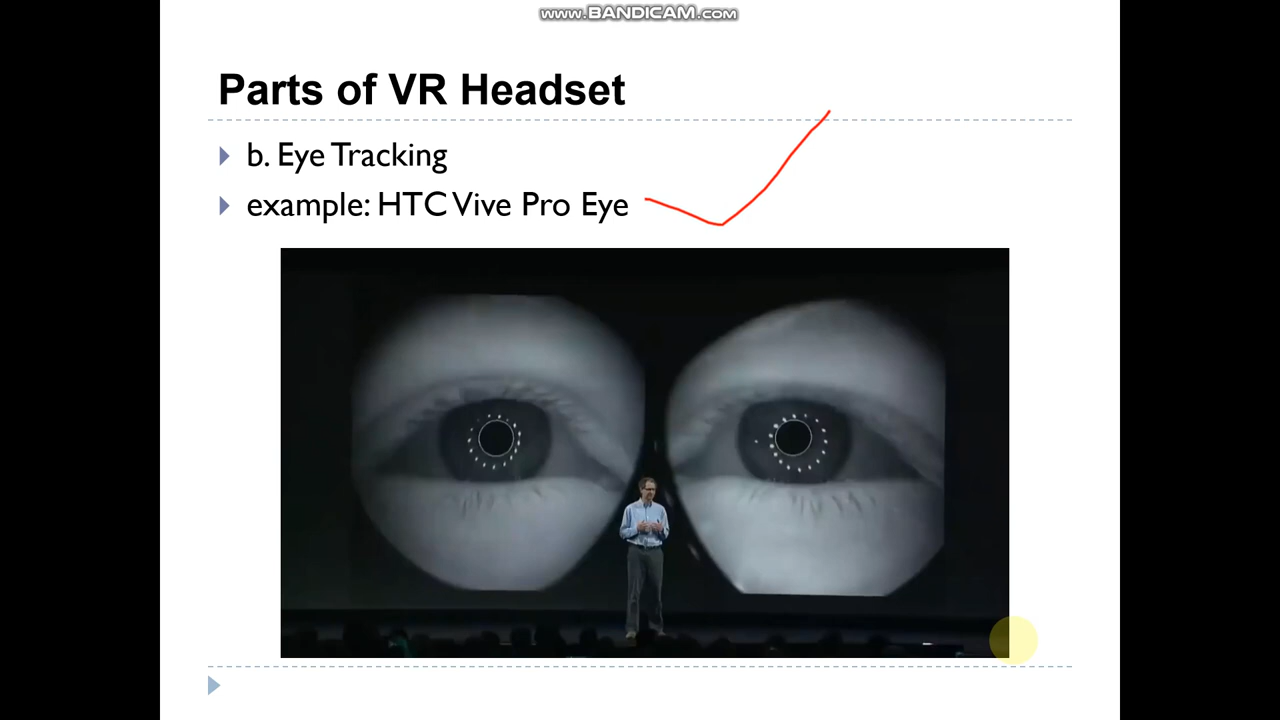 www.BANDICAM.com
Parts of VR Headset
b. Eye Tracking
example: HTC Vive Pro Eye